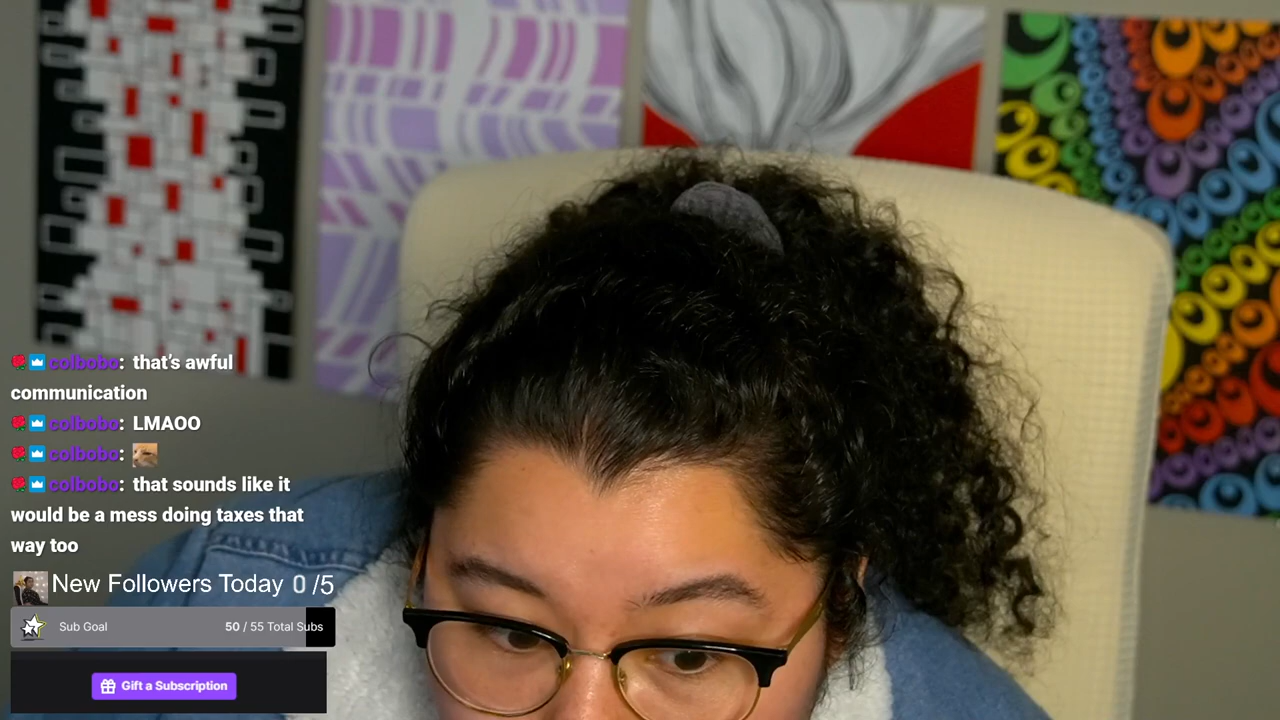 colbobo: that's awful
communication
colbobo: LMAOO
colbobo:
colbobo: that sounds like it
would be a mess doing taxes that
way too
New Followers Today 0 /5
Sub Goal 50 / 55 Total Subs
Gift a Subscription